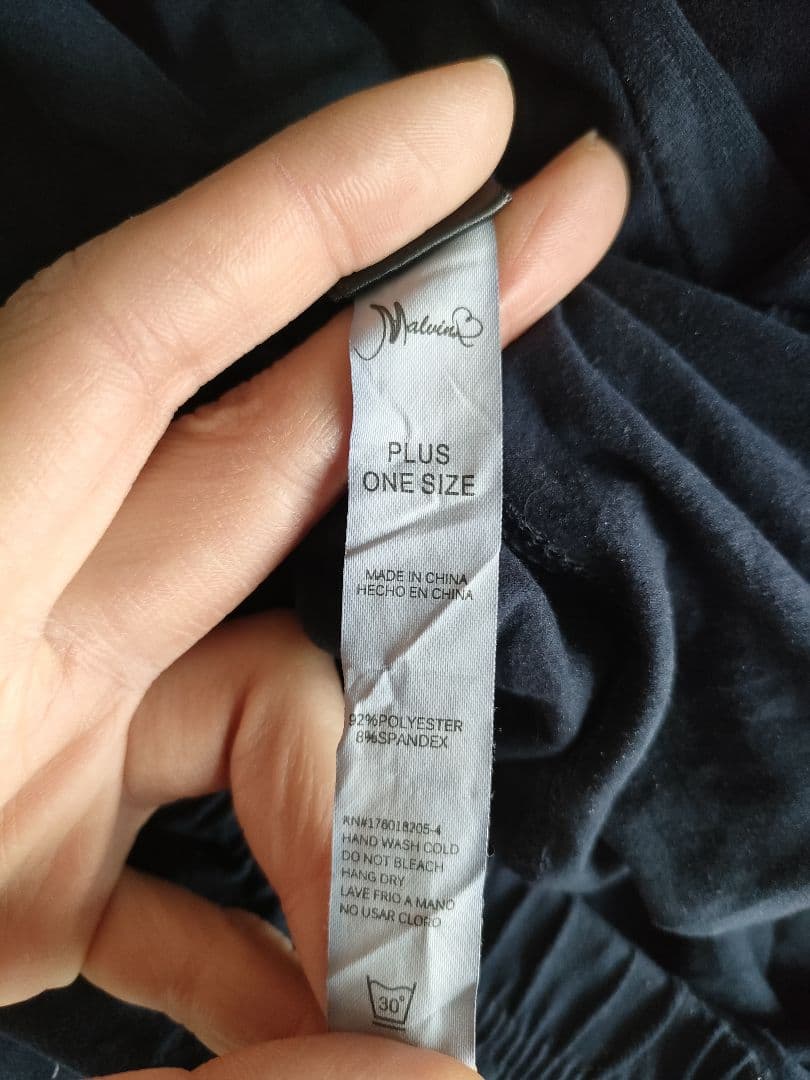 Malvina
PLUS
ONE SIZE
MADE IN CHINA
HECHO EN CHINA
92%POLYESTER
8%SPANDEX
RN#176018205-4
HAND WASH COLD
DO NOT BLEACH
HANG DRY
LAVE FRIO A MANO
NO USAR CLORO
30°